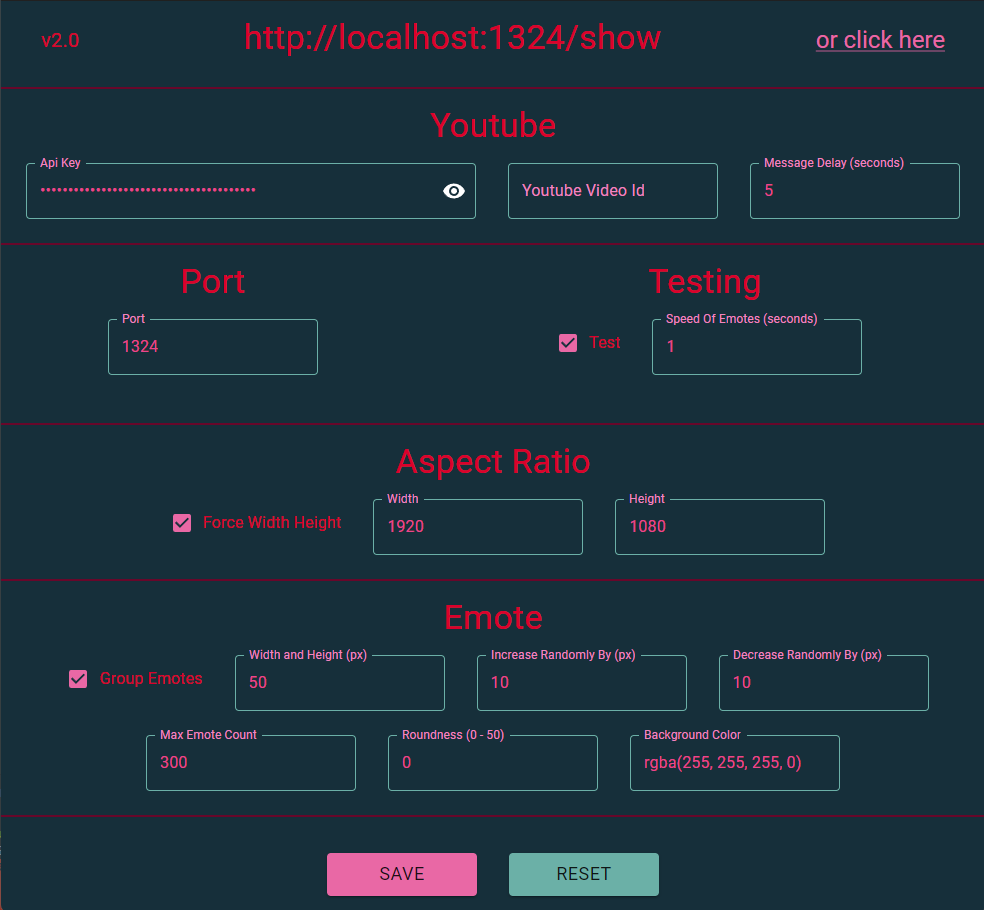 v2.0
http://localhost:1324/show
or click here
Youtube
Api Key
•••••••••••••••••••••••••••••••••••••••
Youtube Video Id
Message Delay (seconds)
5
Port
Port
1324
Testing
Test
Speed Of Emotes (seconds)
1
Aspect Ratio
Force Width Height
Width
1920
Height
1080
Emote
Group Emotes
Width and Height (px)
50
Increase Randomly By (px)
10
Decrease Randomly By (px)
10
Max Emote Count
300
Roundness (0 - 50)
0
Background Color
rgba(255, 255, 255, 0)
SAVE
RESET